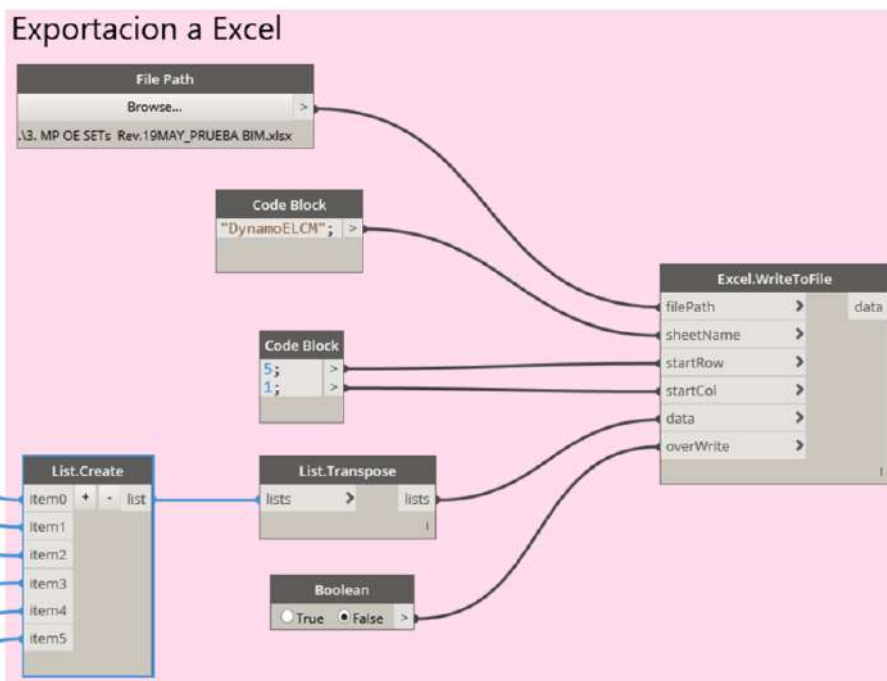 Exportacion a Excel
File Path
Browse... >
.\3. MP OE SETs Rev.19MAY_PRUEBA BIM.xlsx
Code Block
"DynamoELCM"; >
Code Block
5; >
1; >
Excel.WriteToFile
filePath > data
sheetName >
startRow >
startCol >
data >
overWrite >
List.Create
item0 + - list
item1
item2
item3
item4
item5
List.Transpose
lists > lists
Boolean
True False >